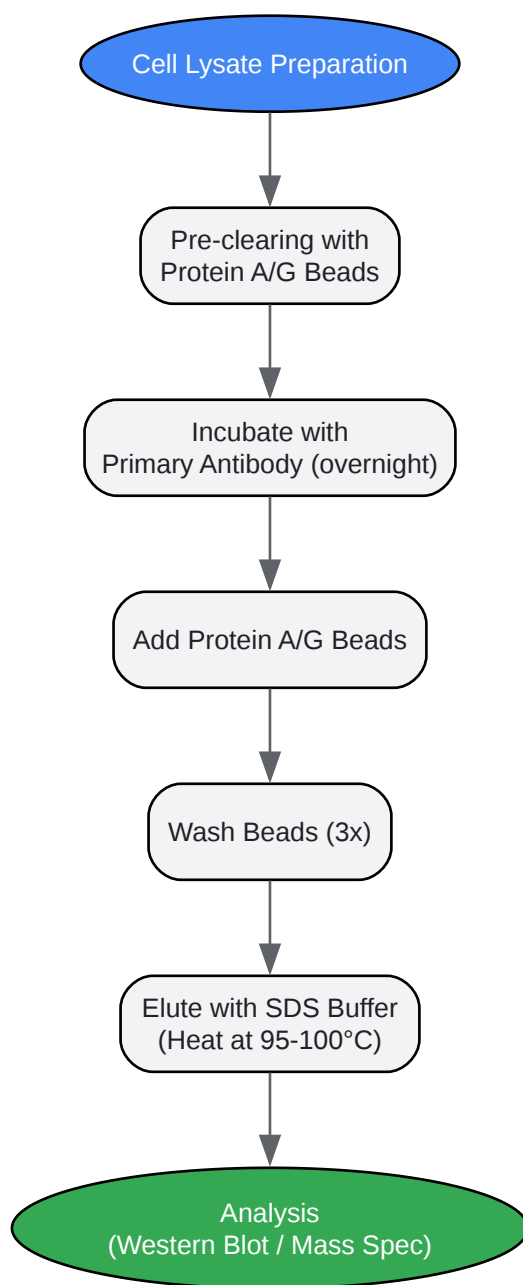 Cell Lysate Preparation
Pre-clearing with
Protein A/G Beads
Incubate with
Primary Antibody (overnight)
Add Protein A/G Beads
Wash Beads (3x)
Elute with SDS Buffer
(Heat at 95-100°C)
Analysis
(Western Blot / Mass Spec)